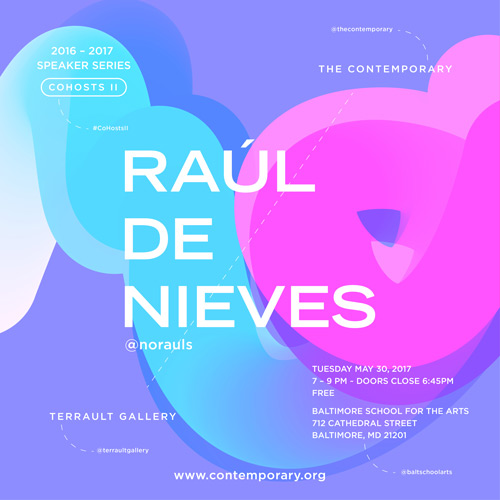 2016 – 2017
SPEAKER SERIES
COHOSTS II
#CoHostsII
@thecontemporary
THE CONTEMPORARY
RAÚL
DE
NIEVES
@norauls
TUESDAY MAY 30, 2017
7 – 9 PM – DOORS CLOSE 6:45PM
FREE
BALTIMORE SCHOOL FOR THE ARTS
712 CATHEDRAL STREET
BALTIMORE, MD 21201
@baltschoolarts
TERRAULT GALLERY
@terraultgallery
www.contemporary.org